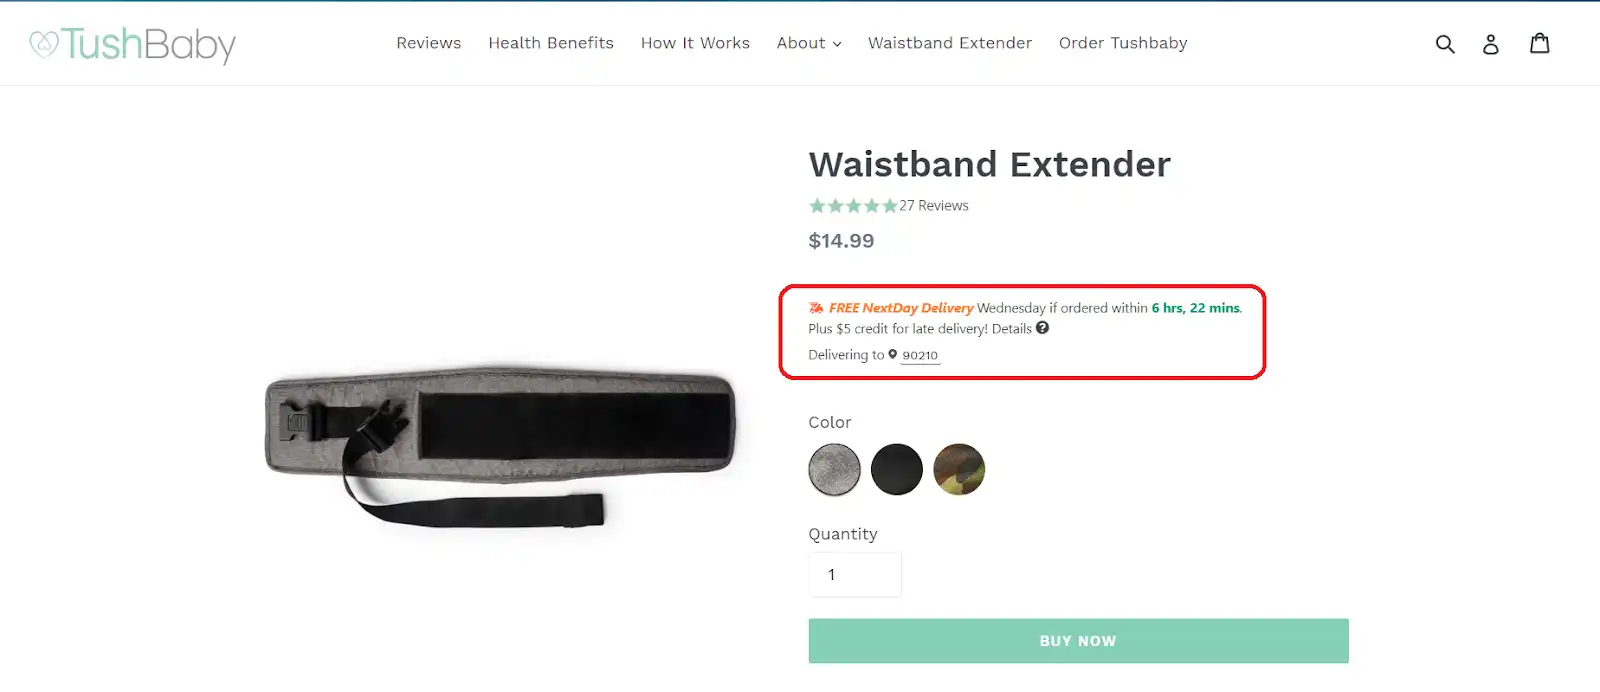 TushBaby
Reviews
Health Benefits
How It Works
About
Waistband Extender
Order Tushbaby
Waistband Extender
27 Reviews
$14.99
FREE NextDay Delivery Wednesday if ordered within 6 hrs, 22 mins.
Plus $5 credit for late delivery! Details ?
Delivering to 90210
Color
Quantity
1
BUY NOW